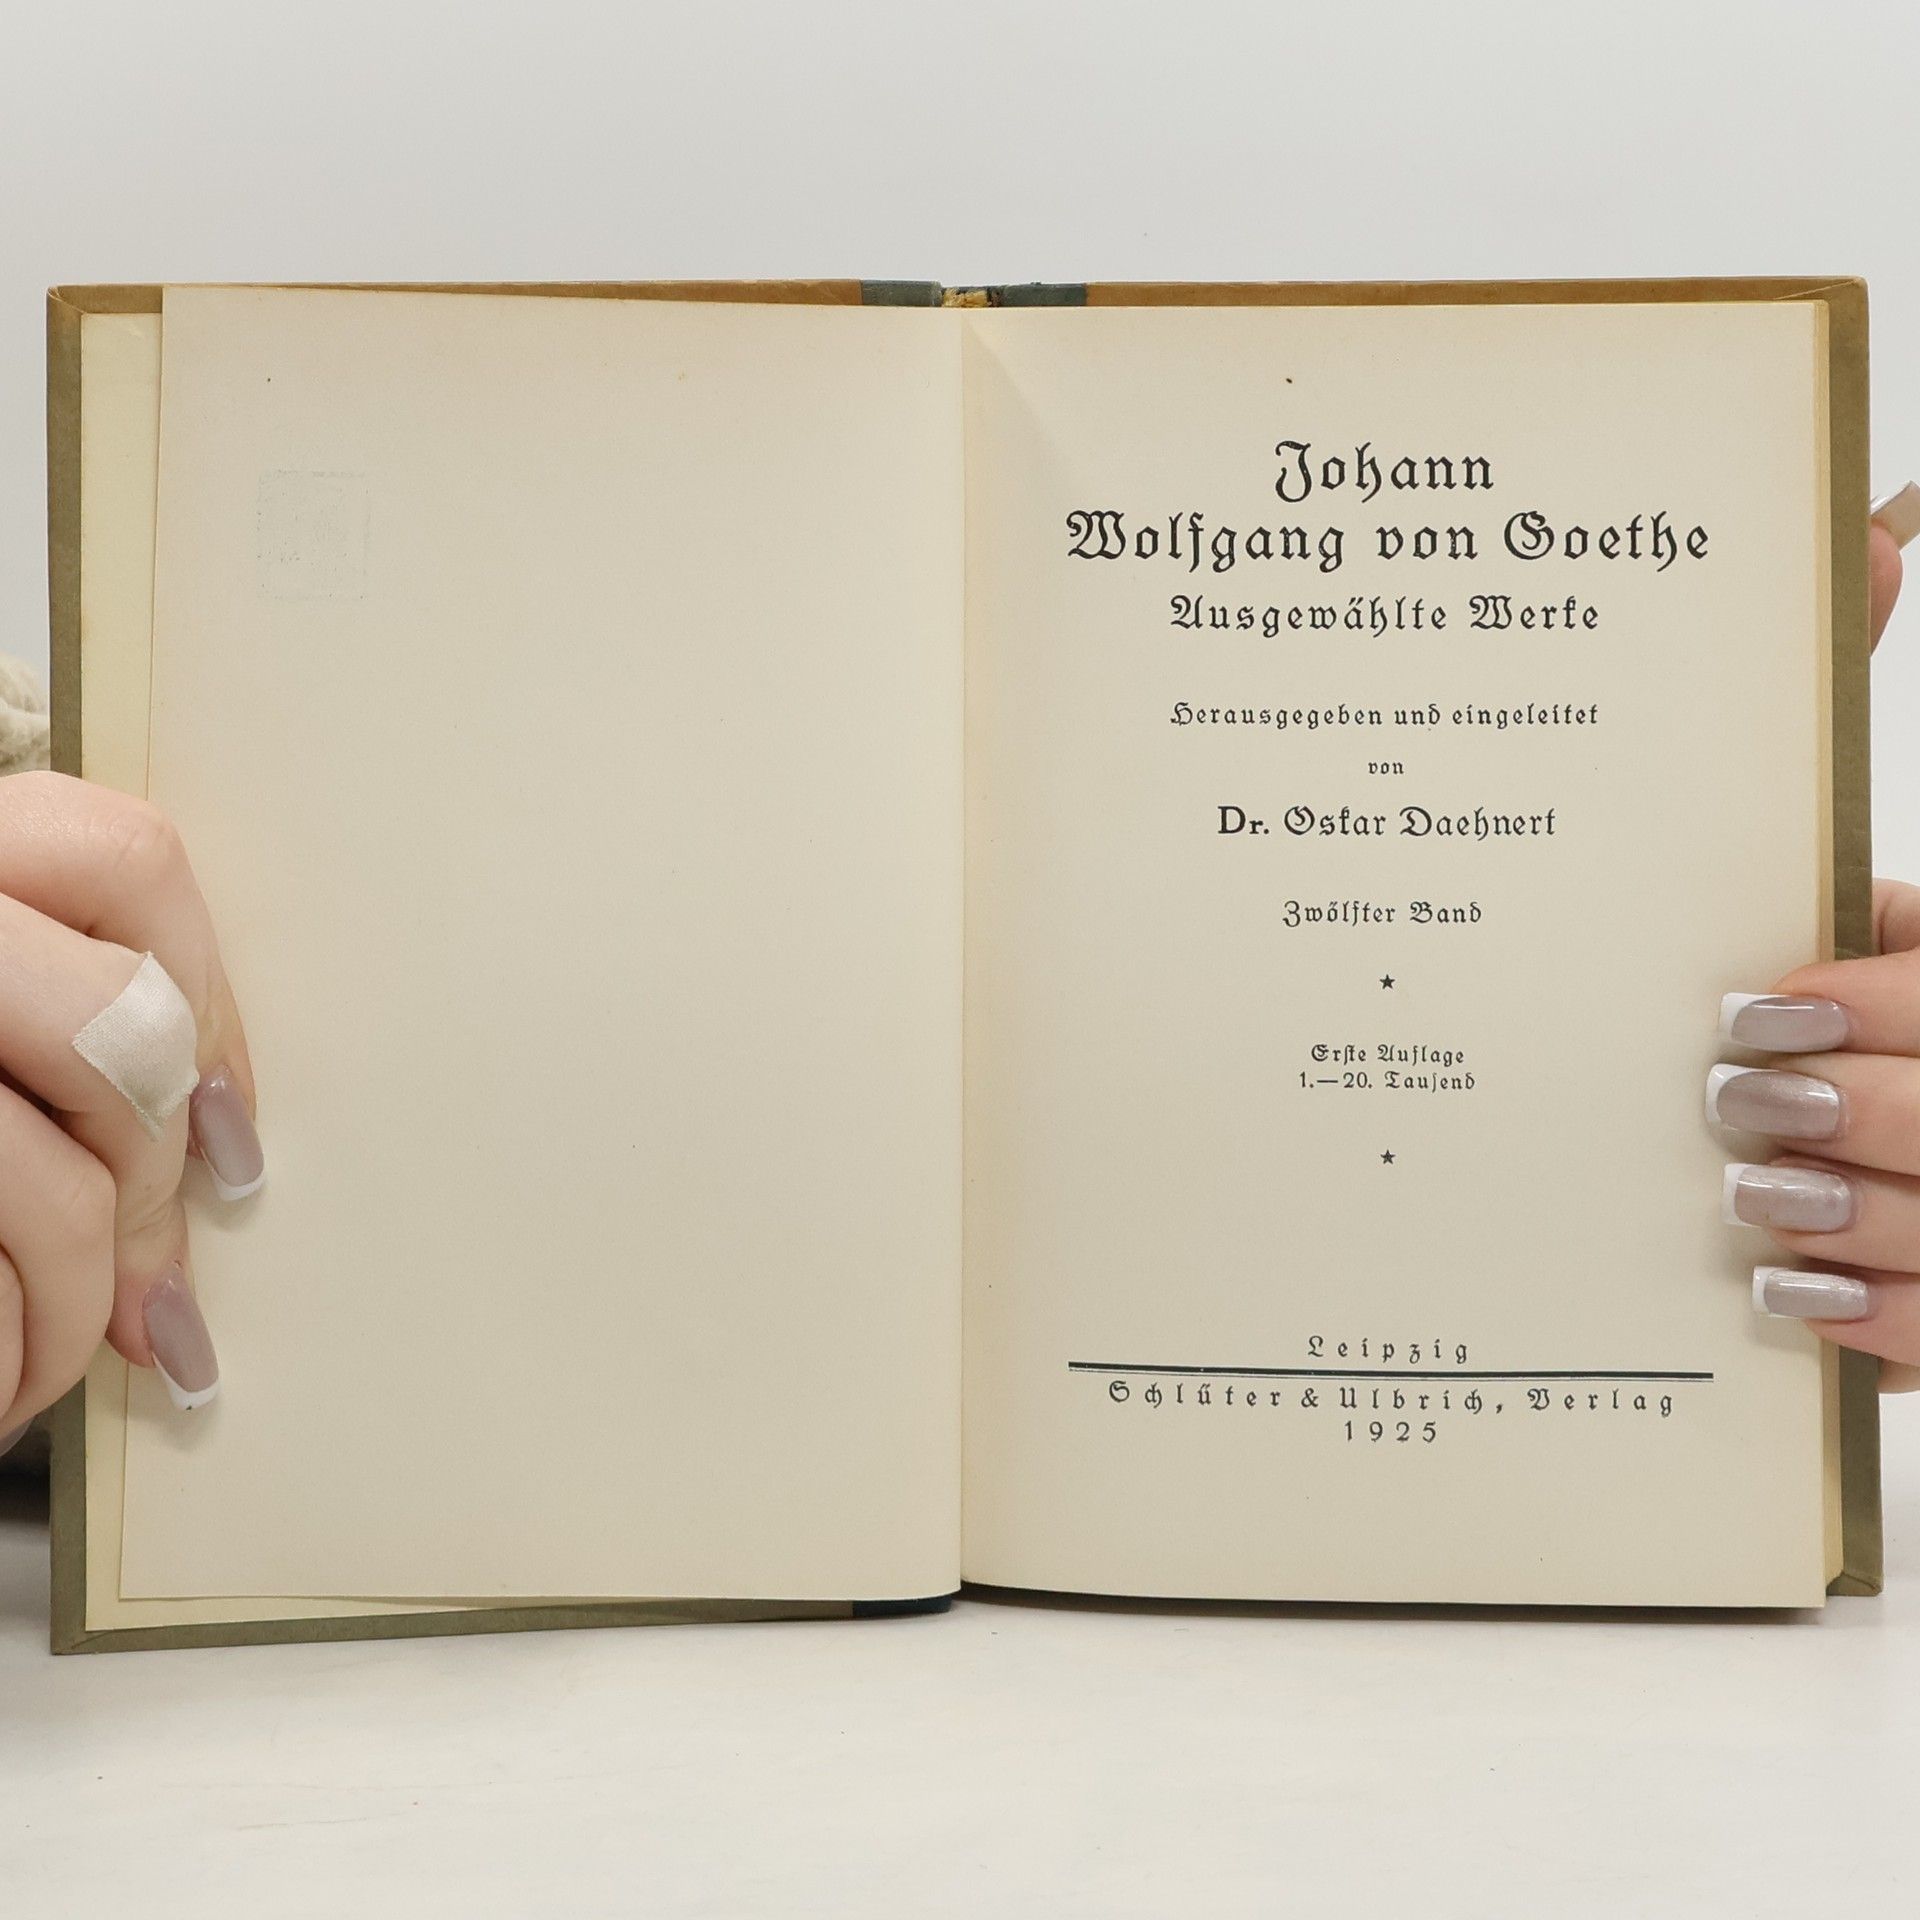 Johann
Wolfgang von Goethe
Ausgewählte Werke
Herausgegeben und eingeleitet
von
Dr. Oskar Daehnert
Zwölfter Band
★
Erste Auflage
1.—20. Tausend
★
Leipzig
Schlüter & Ulbrich, Verlag
1925